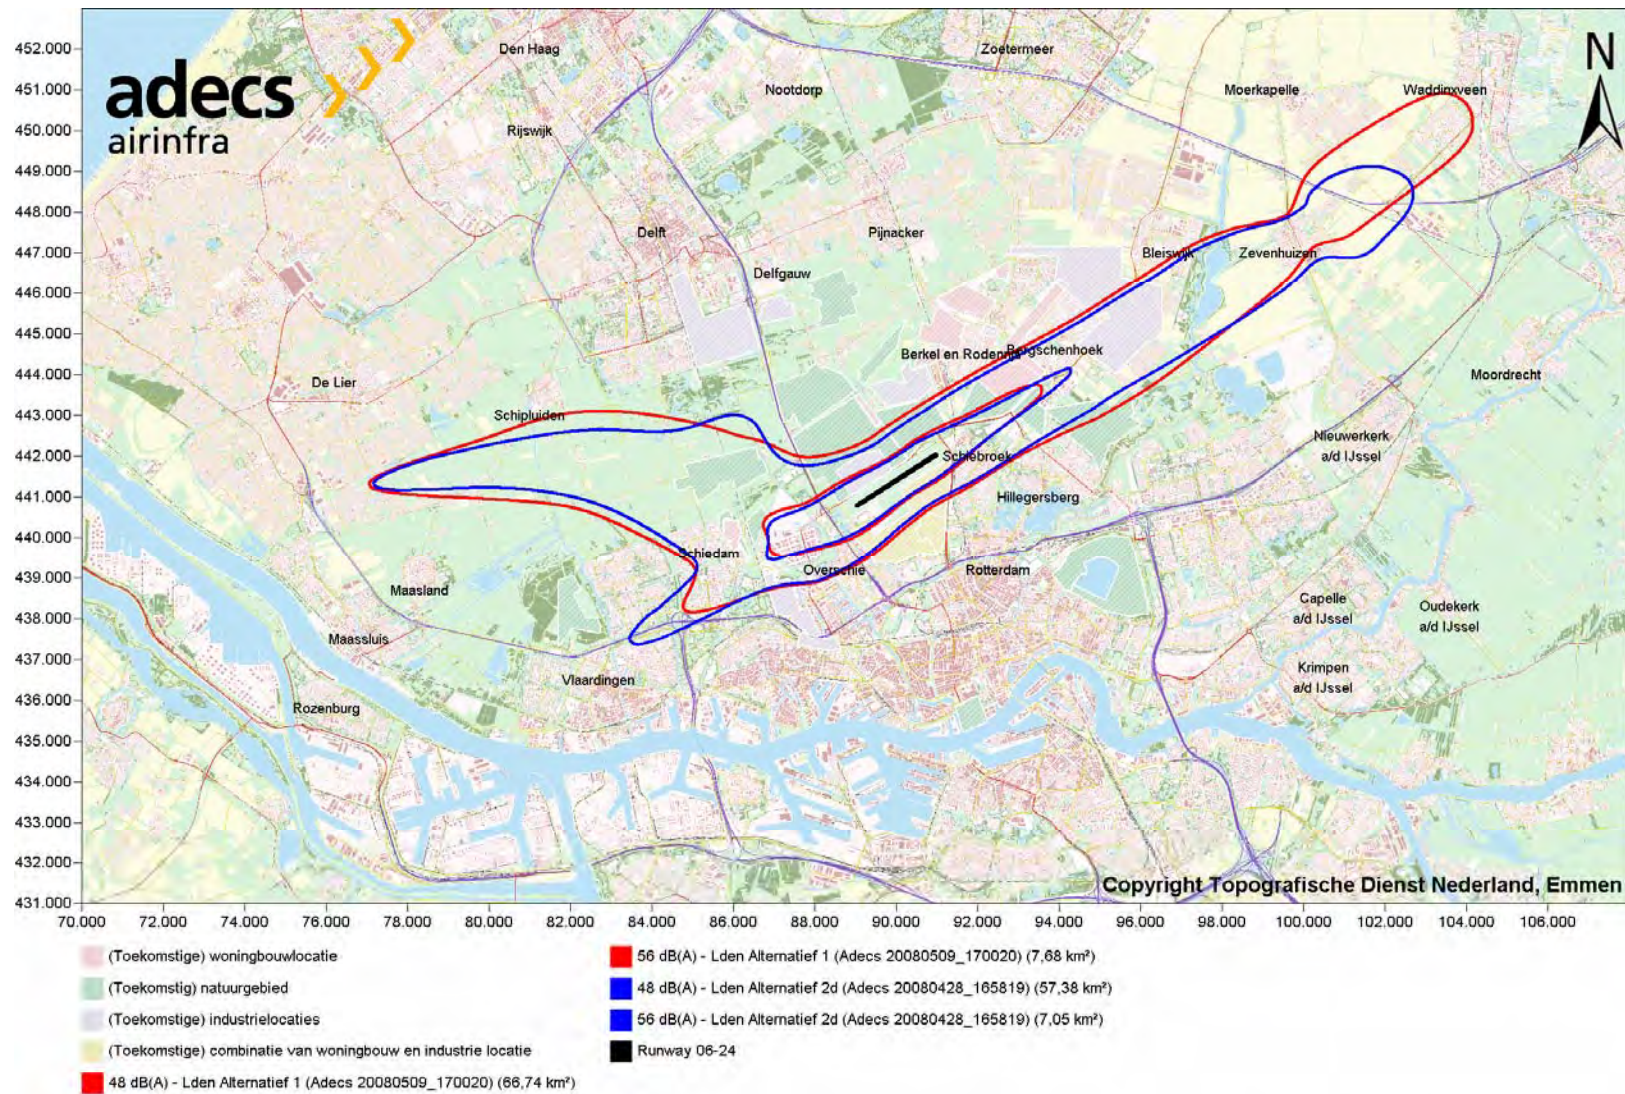 452.000
451.000
450.000
449.000
448.000
447.000
446.000
445.000
444.000
443.000
442.000
441.000
440.000
439.000
438.000
437.000
436.000
435.000
434.000
433.000
432.000
431.000
adecs
airinfra
N
Den Haag
Zoetermeer
Nootdorp
Moerkapelle
Waddinxveen
Rijswijk
Delft
Pijnacker
Bleiswijk
Zevenhuizen
Delfgauw
Berkel en Rodenrijs
Bergschenhoek
De Lier
Moordrecht
Schipluiden
Nieuwerkerk
a/d IJssel
Schiebroek
Hillegersberg
Schiedam
Overschie
Rotterdam
Maasland
Capelle
a/d IJssel
Oudekerk
a/d IJssel
Maassluis
Vlaardingen
Krimpen
a/d IJssel
Rozenburg
Copyright Topografische Dienst Nederland, Emmen
70.000 72.000 74.000 76.000 78.000 80.000 82.000 84.000 86.000 88.000 90.000 92.000 94.000 96.000 98.000 100.000 102.000 104.000 106.000
(Toekomstige) woningbouwlocatie
(Toekomstig) natuurgebied
(Toekomstige) industrielocaties
(Toekomstige) combinatie van woningbouw en industrie locatie
48 dB(A) - Lden Alternatief 1 (Adecs 20080509_170020) (66,74 km²)
56 dB(A) - Lden Alternatief 1 (Adecs 20080509_170020) (7,68 km²)
48 dB(A) - Lden Alternatief 2d (Adecs 20080428_165819) (57,38 km²)
56 dB(A) - Lden Alternatief 2d (Adecs 20080428_165819) (7,05 km²)
Runway 06-24